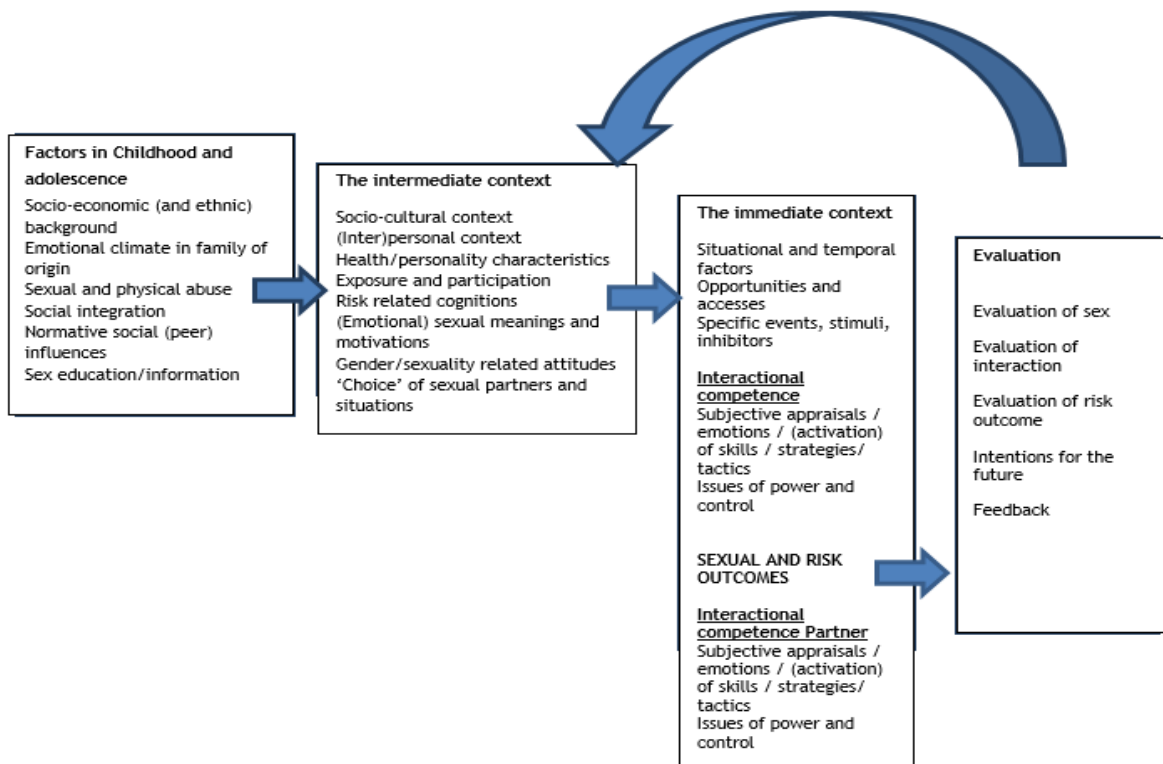 Factors in Childhood and
adolescence
Socio-economic (and ethnic)
background
Emotional climate in family of
origin
Sexual and physical abuse
Social integration
Normative social (peer)
influences
Sex education/information
The intermediate context
Socio-cultural context
(Inter)personal context
Health/personality characteristics
Exposure and participation
Risk related cognitions
(Emotional) sexual meanings and
motivations
Gender/sexuality related attitudes
‘Choice’ of sexual partners and
situations
The immediate context
Situational and temporal
factors
Opportunities and
accesses
Specific events, stimuli,
inhibitors
Interactional
competence
Subjective appraisals /
emotions / (activation)
of skills / strategies/
tactics
Issues of power and
control
SEXUAL AND RISK
OUTCOMES
Interactional
competence Partner
Subjective appraisals /
emotions / (activation)
of skills / strategies/
tactics
Issues of power and
control
Evaluation
Evaluation of sex
Evaluation of
interaction
Evaluation of risk
outcome
Intentions for the
future
Feedback